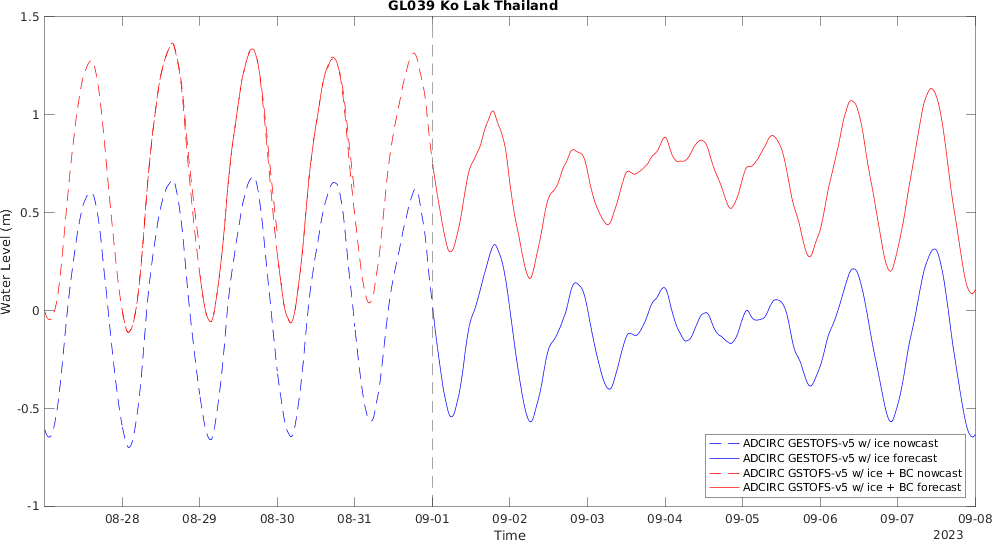 GL039 Ko Lak Thailand
1.5
1
0.5
0
-0.5
-1
Water Level (m)
08-28 08-29 08-30 08-31 09-01 09-02 09-03 09-04 09-05 09-06 09-07 09-08
Time
2023
ADCIRC GESTOFS-v5 w/ ice nowcast
ADCIRC GESTOFS-v5 w/ ice forecast
ADCIRC GSTOFS-v5 w/ ice + BC nowcast
ADCIRC GSTOFS-v5 w/ ice + BC forecast